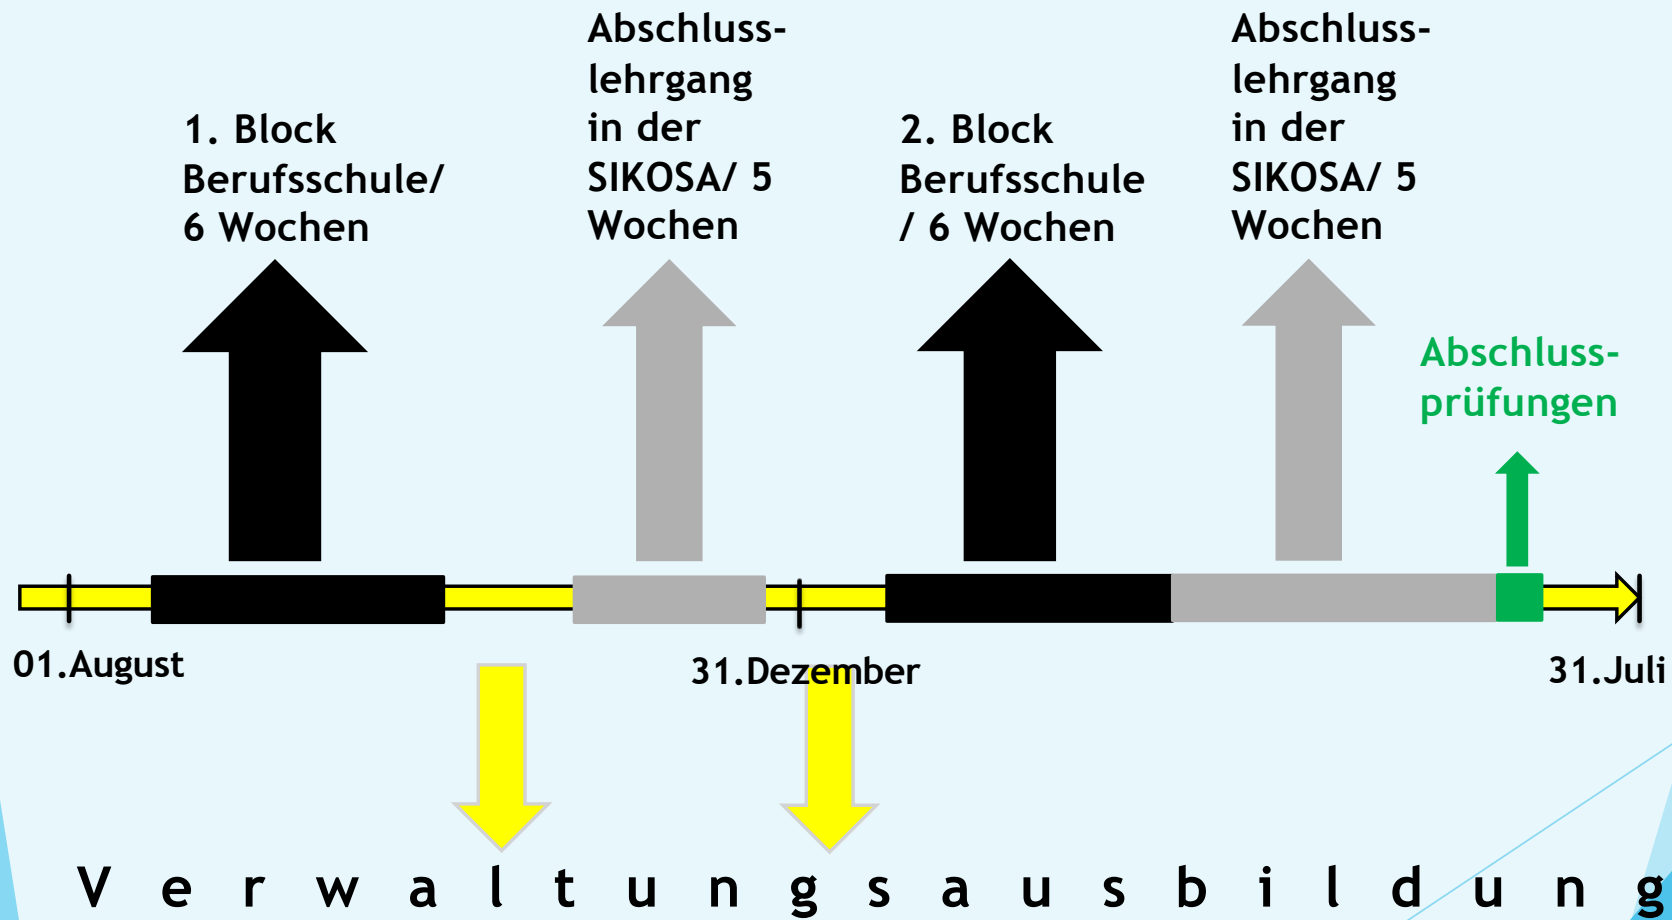 1. Block
Berufsschule/
6 Wochen
Abschluss-
lehrgang
in der
SIKOSA/ 5
Wochen
2. Block
Berufsschule
/ 6 Wochen
Abschluss-
lehrgang
in der
SIKOSA/ 5
Wochen
Abschluss-
prüfungen
01.August
31.Dezember
31.Juli
V e r w a l t u n g s a u s b i l d u n g